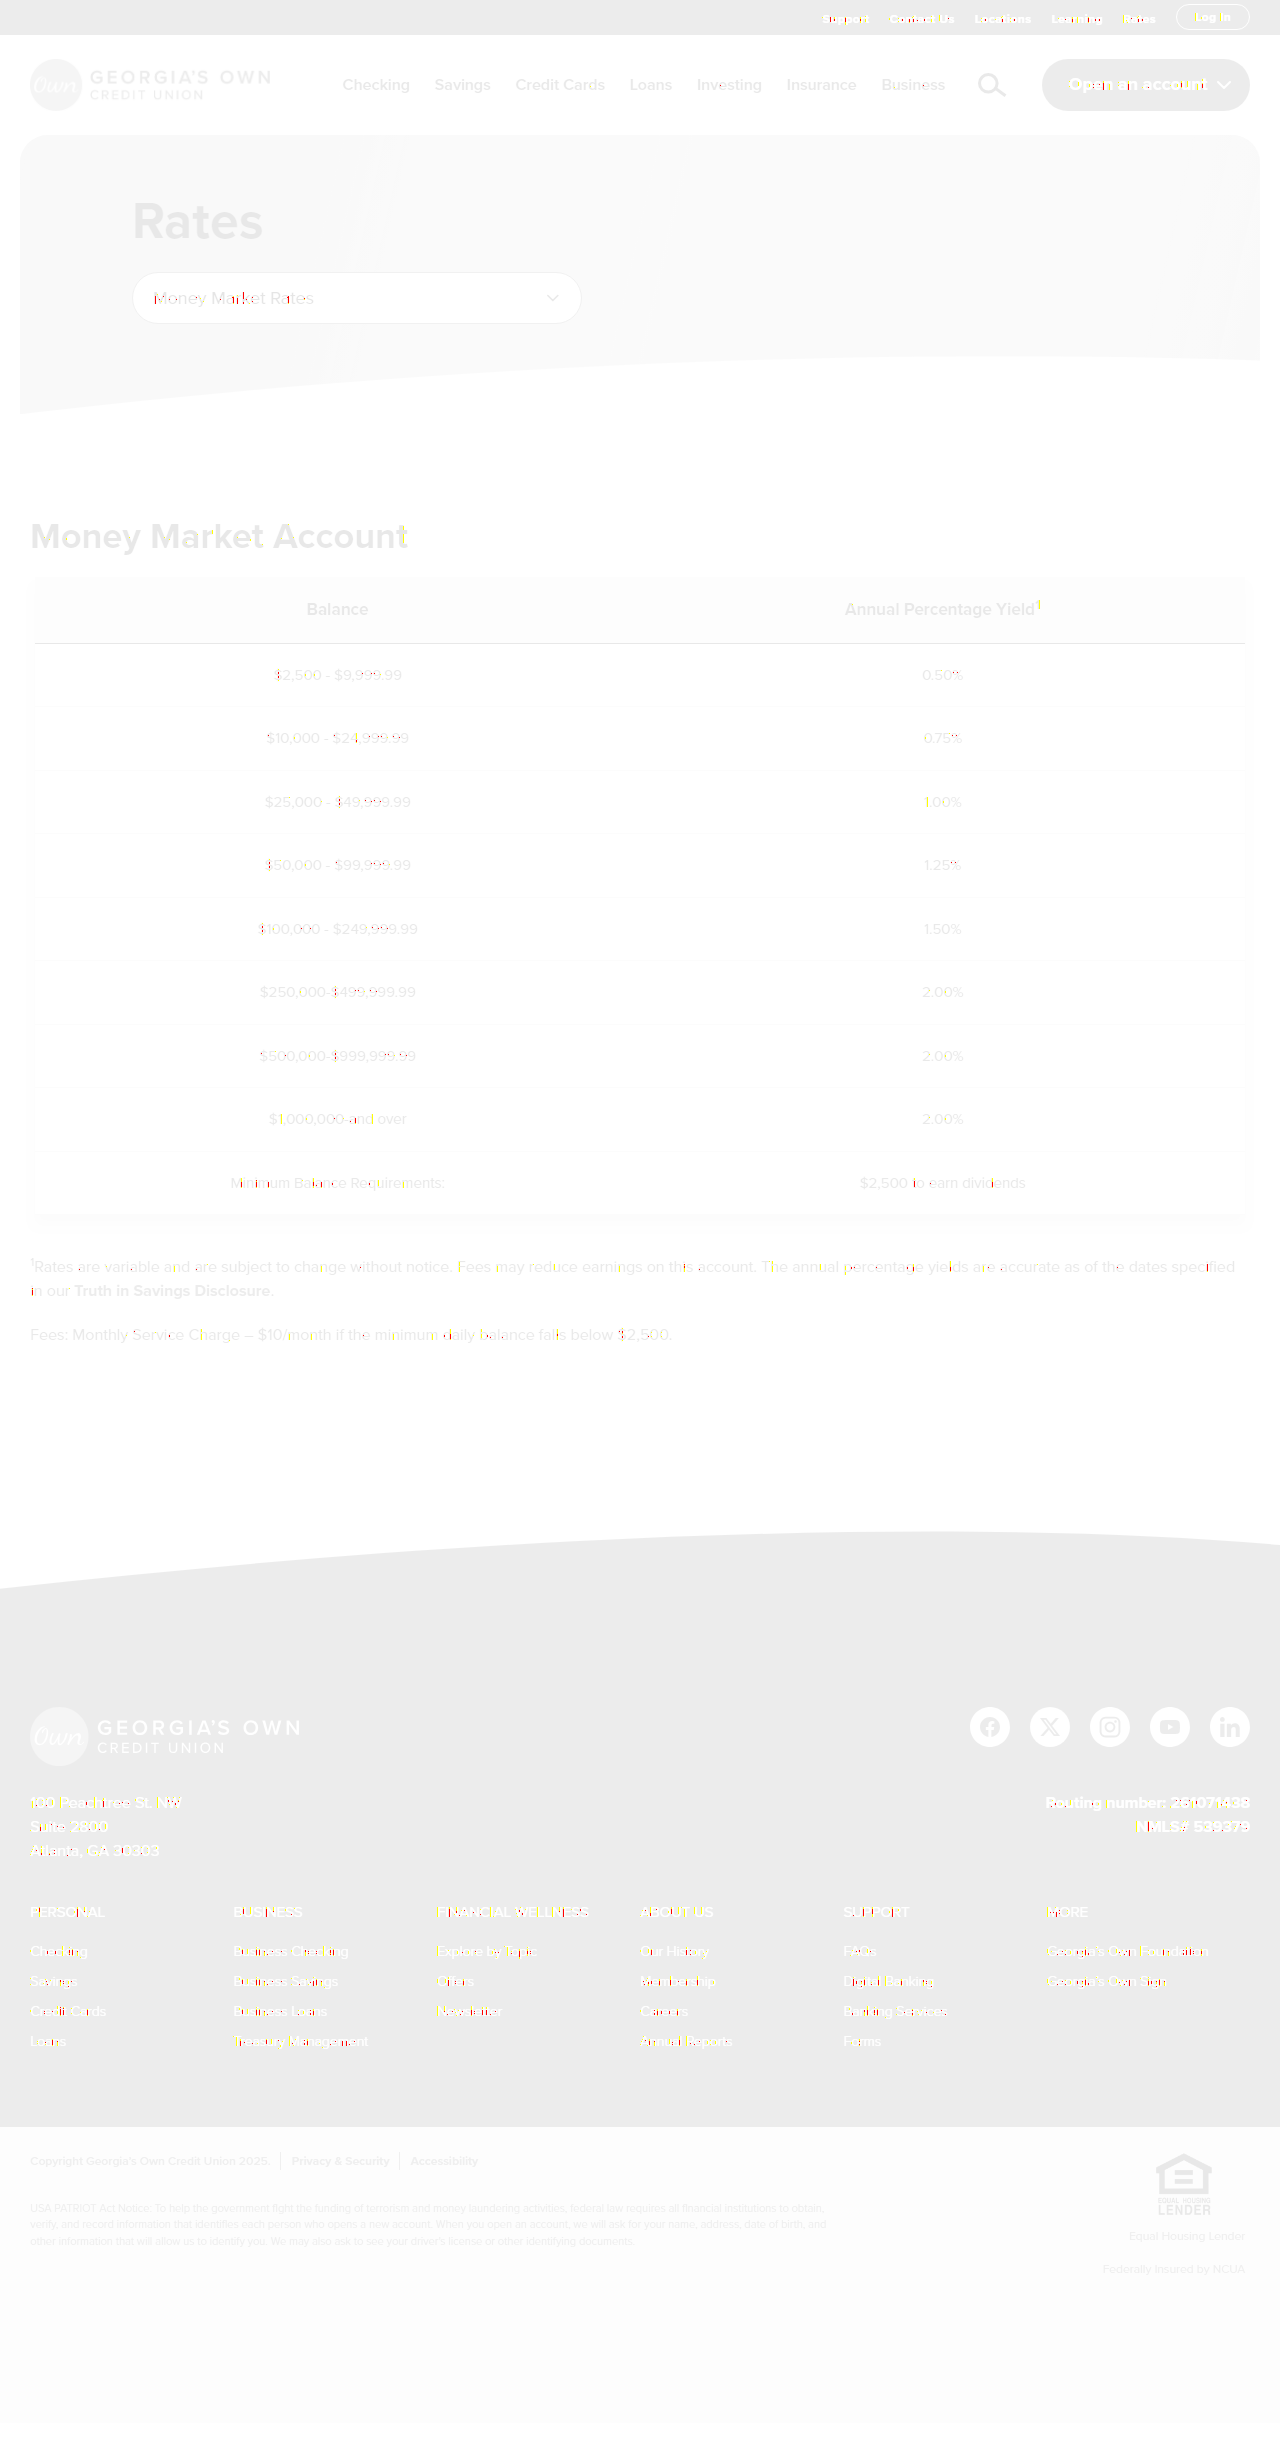 Support Contact Us Locations Learning Rates Log In
Own GEORGIA'S OWN
CREDIT UNION
Checking Savings Credit Cards Loans Investing Insurance Business Open an account
Rates
Money Market Rates
Money Market Account
Balance Annual Percentage Yield¹
$2,500 - $9,999.99 0.50%
$10,000 - $24,999.99 0.75%
$25,000 - $49,999.99 1.00%
$50,000 - $99,999.99 1.25%
$100,000 - $249,999.99 1.50%
$250,000-$499,999.99 2.00%
$500,000-$999,999.99 2.00%
$1,000,000-and over 2.00%
Minimum Balance Requirements: $2,500 to earn dividends
¹Rates are variable and are subject to change without notice. Fees may reduce earnings on this account. The annual percentage yields are accurate as of the dates specified
in our Truth in Savings Disclosure.
Fees: Monthly Service Charge – $10/month if the minimum daily balance falls below $2,500.
Own GEORGIA'S OWN
CREDIT UNION
100 Peachtree St. NW Routing number: 261071438
Suite 2800 NMLS# 539379
Atlanta, GA 30303
PERSONAL BUSINESS FINANCIAL WELLNESS ABOUT US SUPPORT MORE
Checking Business Checking Explore by Topic Our History FAQs Georgia's Own Foundation
Savings Business Savings Offers Membership Digital Banking Georgia's Own Sign
Credit Cards Business Loans Newsletter Careers Banking Services
Loans Treasury Management Annual Reports Forms
Copyright Georgia's Own Credit Union 2025. Privacy & Security Accessibility
USA PATRIOT Act Notice: To help the government fight the funding of terrorism and money laundering activities, federal law requires all financial institutions to obtain,
verify, and record information that identifies each person who opens a new account. When you open an account, we will ask for your name, address, date of birth, and
other information that will allow us to identify you. We may also ask to see your driver's license or other identifying documents.
EQUAL HOUSING
LENDER
Equal Housing Lender
Federally Insured by NCUA